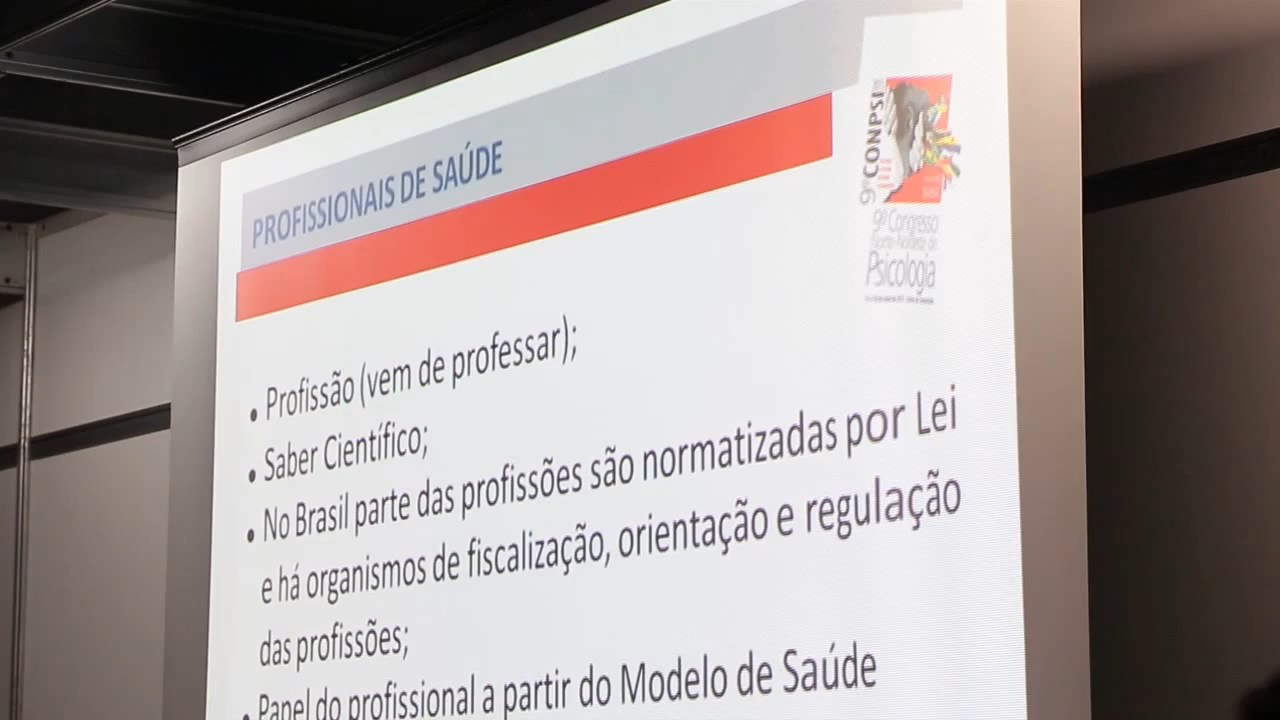 PROFISSIONAIS DE SAÚDE
9º CONPSI
9º Congresso
Norte Nordeste de
Psicologia
• Profissão (vem de professar);
• Saber Científico;
• No Brasil parte das profissões são normatizadas por Lei
e há organismos de fiscalização, orientação e regulação
das profissões;
• Papel do profissional a partir do Modelo de Saúde